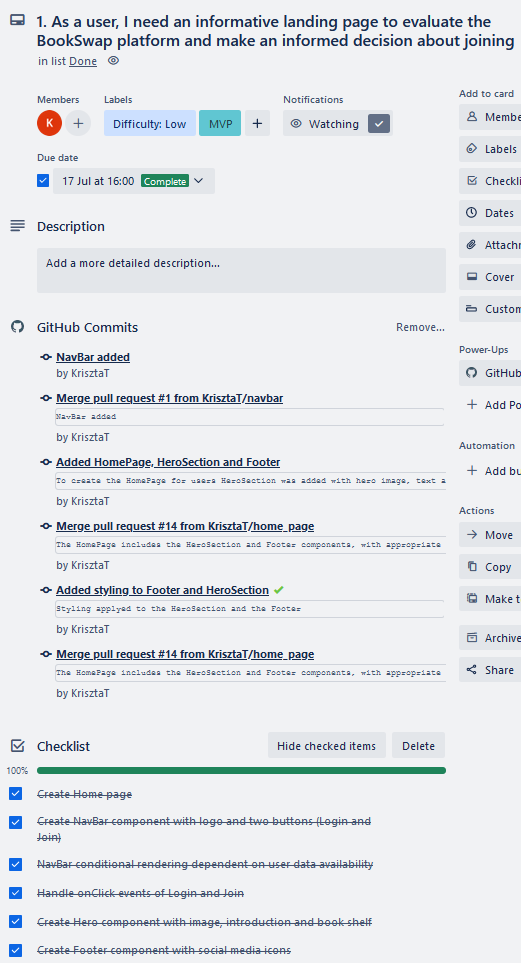 1. As a user, I need an informative landing page to evaluate the
BookSwap platform and make an informed decision about joining
in list Done
Members
Labels
Notifications
K
Difficulty: Low
MVP
Watching
Due date
17 Jul at 16:00 Complete
Description
Add a more detailed description...
GitHub Commits
Remove...
NavBar added
by KrisztaT
Merge pull request #1 from KrisztaT/navbar
NavBar added
by KrisztaT
Added HomePage, HeroSection and Footer
To create the HomePage for users HeroSection was added with hero image, text a
by KrisztaT
Merge pull request #14 from KrisztaT/home_page
The HomePage includes the HeroSection and Footer components, with appropriate
by KrisztaT
Added styling to Footer and HeroSection
Styling applyed to the HeroSection and the Footer
by KrisztaT
Merge pull request #14 from KrisztaT/home_page
The HomePage includes the HeroSection and Footer components, with appropriate
by KrisztaT
Checklist
Hide checked items
Delete
100%
Create Home page
Create NavBar component with logo and two buttons (Login and
Join)
NavBar conditional rendering dependent on user data availability
Handle onClick events of Login and Join
Create Hero component with image, introduction and book shelf
Create Footer component with social media icons
Add to card
Membe
Labels
Checkli
Dates
Attachr
Cover
Custom
Power-Ups
GitHub
Add Po
Automation
Add bu
Actions
Move
Copy
Make t
Archive
Share